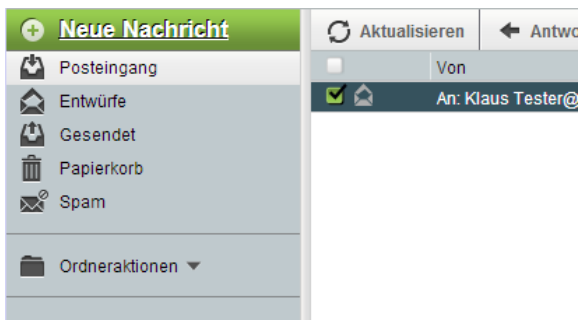 Neue Nachricht
Aktualisieren
Posteingang
Von
Entwürfe
An: Klaus Tester@
Gesendet
Papierkorb
Spam
Ordneraktionen